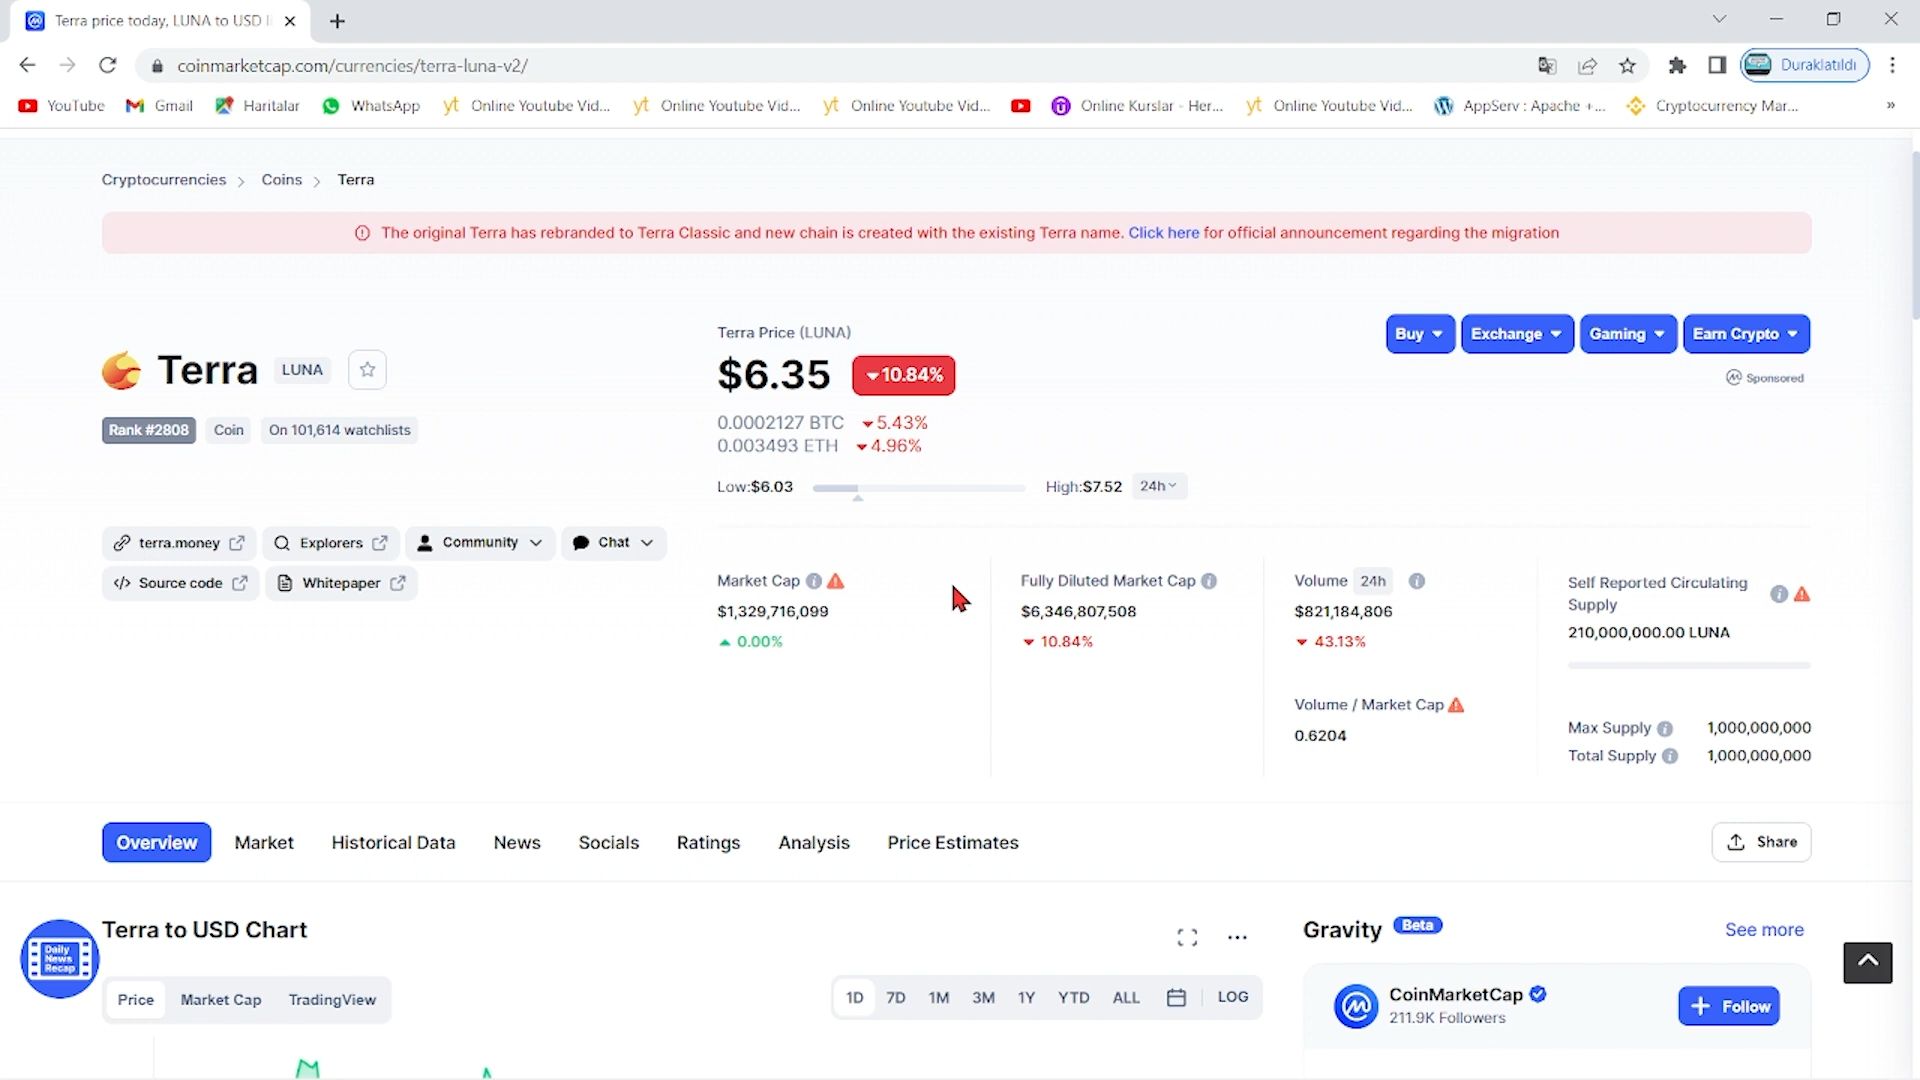 Terra price today, LUNA to USD li
coinmarketcap.com/currencies/terra-luna-v2/
Duraklatıldı
YouTube
Gmail
Haritalar
WhatsApp
Online Youtube Vid...
Online Youtube Vid...
Online Youtube Vid...
Online Kurslar - Her...
Online Youtube Vid...
AppServ : Apache +...
Cryptocurrency Mar...
»
Cryptocurrencies > Coins > Terra
The original Terra has rebranded to Terra Classic and new chain is created with the existing Terra name. Click here for official announcement regarding the migration
Terra Price (LUNA)
Buy
Exchange
Gaming
Earn Crypto
Terra LUNA
$6.35 10.84%
Sponsored
Rank #2808
Coin
On 101,614 watchlists
0.0002127 BTC 5.43%
0.003493 ETH 4.96%
Low:$6.03
High:$7.52
24h
terra.money
Explorers
Community
Chat
Source code
Whitepaper
Market Cap
$1,329,716,099
0.00%
Fully Diluted Market Cap
$6,346,807,508
10.84%
Volume 24h
$821,184,806
43.13%
Volume / Market Cap
0.6204
Self Reported Circulating
Supply
210,000,000.00 LUNA
Max Supply 1,000,000,000
Total Supply 1,000,000,000
Overview
Market
Historical Data
News
Socials
Ratings
Analysis
Price Estimates
Share
Daily
News
Recap
Terra to USD Chart
Price
Market Cap
TradingView
1D
7D
1M
3M
1Y
YTD
ALL
LOG
Gravity Beta
See more
CoinMarketCap
211.9K Followers
+ Follow